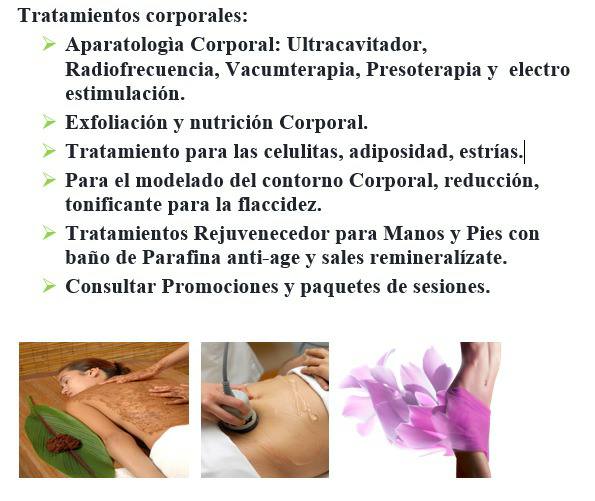 Tratamientos corporales:
Aparatologìa Corporal: Ultracavitador,
Radiofrecuencia, Vacumterapia, Presoterapia y electro
estimulación.
Exfoliación y nutrición Corporal.
Tratamiento para las celulitas, adiposidad, estrías.
Para el modelado del contorno Corporal, reducción,
tonificante para la flaccidez.
Tratamientos Rejuvenecedor para Manos y Pies con
baño de Parafina anti-age y sales remineralízate.
Consultar Promociones y paquetes de sesiones.